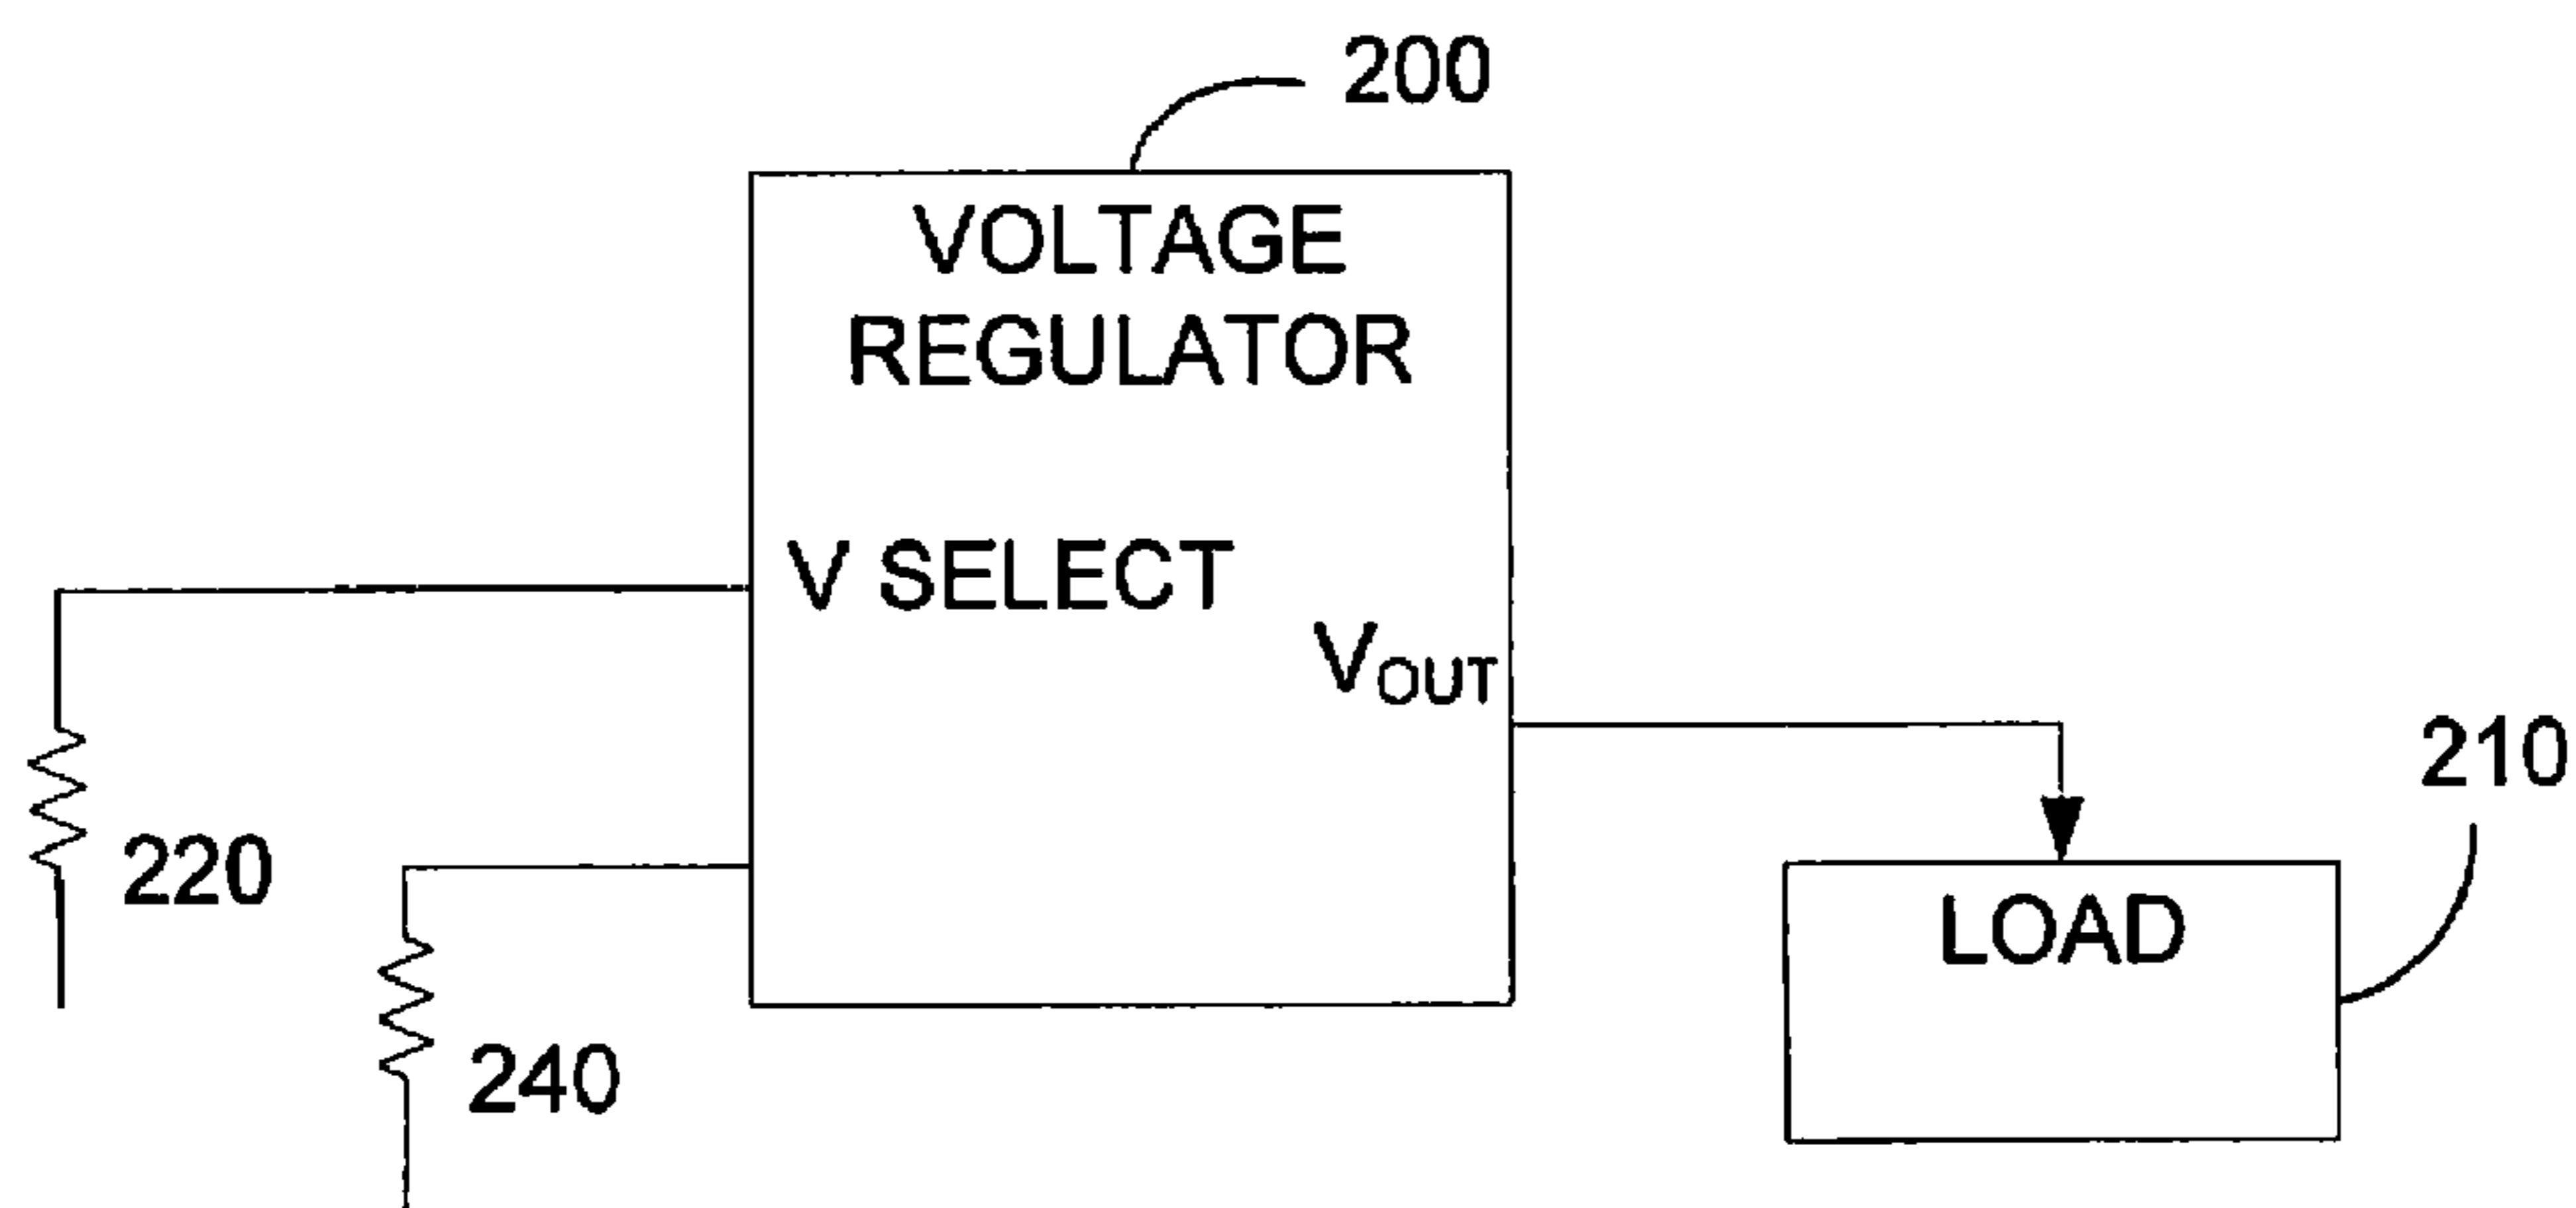 200
VOLTAGE
REGULATOR
V SELECT
VOUT
210
220
LOAD
240